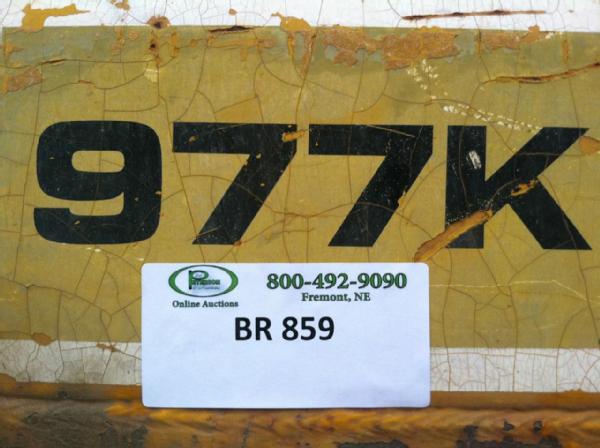 977K
800-492-9090
Fremont, NE
Online Auctions
BR 859